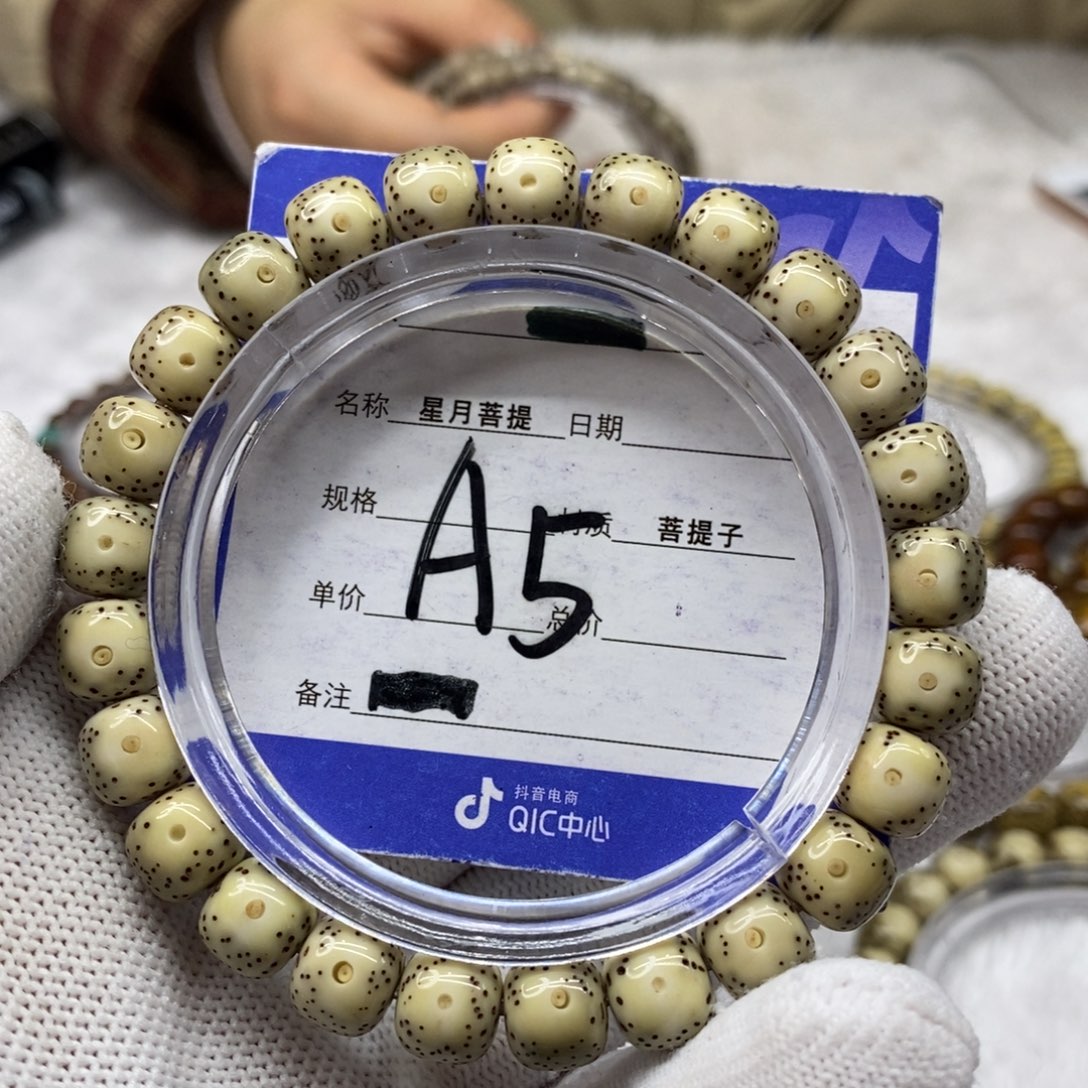 名称 星月菩提 日期
规格 材质 菩提子
A5
单价 总价
备注
抖音电商
QIC中心